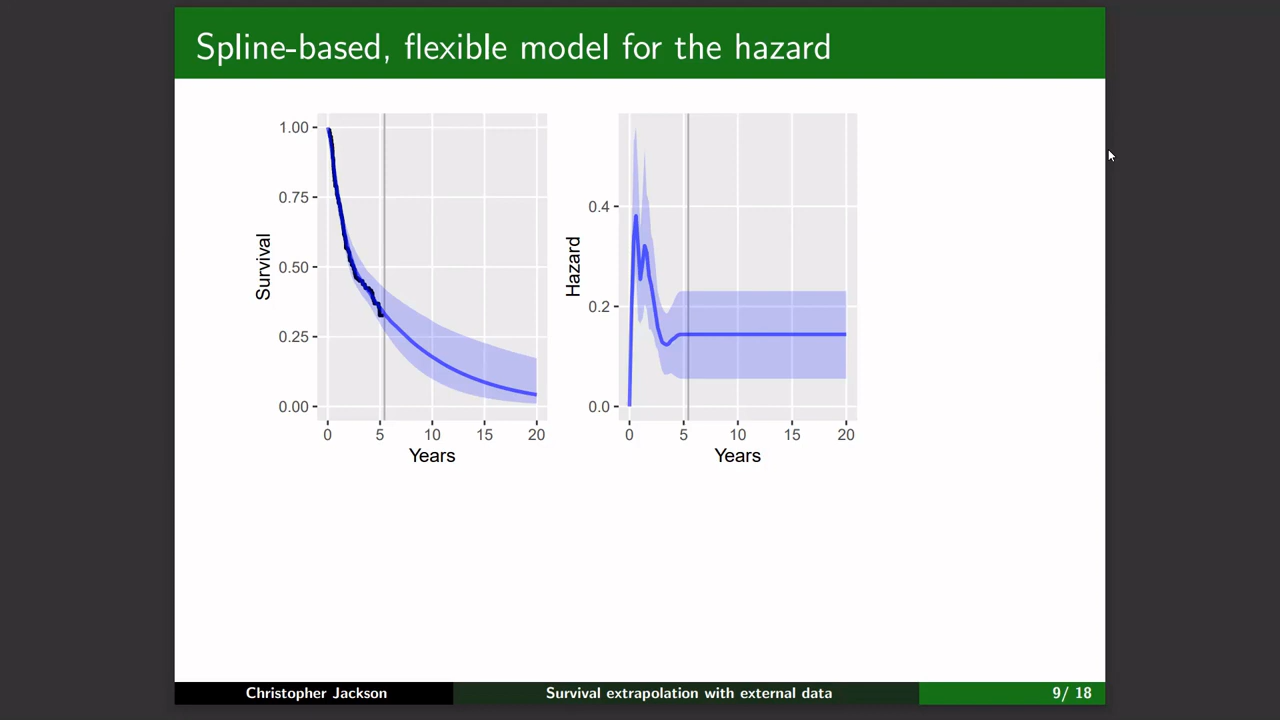 Spline-based, flexible model for the hazard
1.00
0.75
0.50
0.25
0.00
Survival
0 5 10 15 20
Years
0.4
0.2
0.0
Hazard
0 5 10 15 20
Years
Christopher Jackson Survival extrapolation with external data 9/ 18